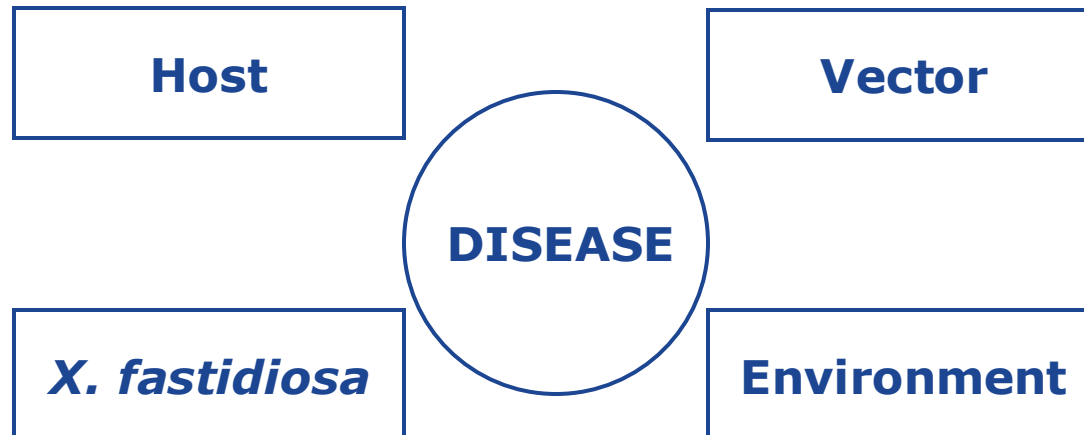 Host
Vector
DISEASE
X. fastidiosa
Environment